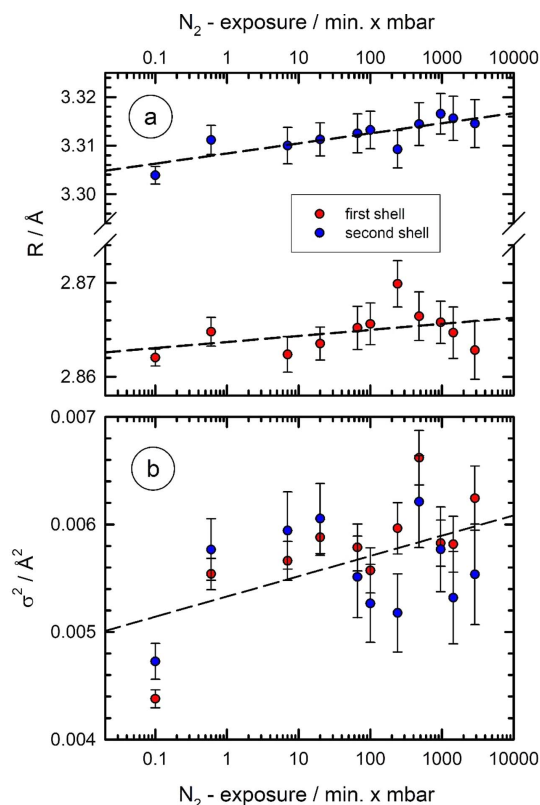 N₂ - exposure / min. x mbar
0.1 1 10 100 1000 10000
a
3.32
3.31
3.30
R / Å
first shell
second shell
2.87
2.86
0.007
b
0.006
σ² / Å²
0.005
0.004
0.1 1 10 100 1000 10000
N₂ - exposure / min. x mbar